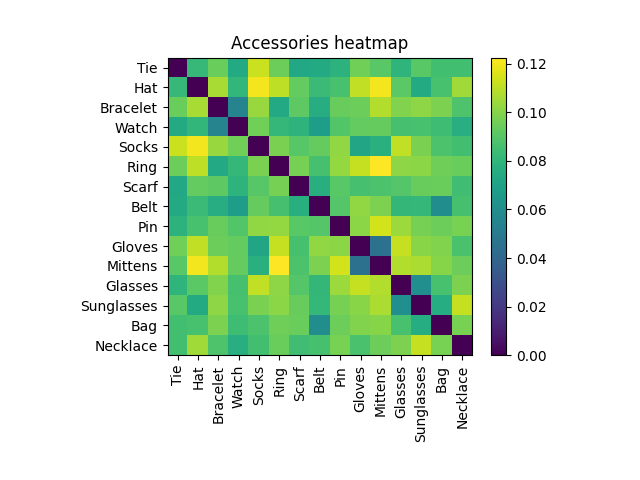 Accessories heatmap
Tie
Hat
Bracelet
Watch
Socks
Ring
Scarf
Belt
Pin
Gloves
Mittens
Glasses
Sunglasses
Bag
Necklace
Tie
Hat
Bracelet
Watch
Socks
Ring
Scarf
Belt
Pin
Gloves
Mittens
Glasses
Sunglasses
Bag
Necklace
0.12
0.10
0.08
0.06
0.04
0.02
0.00